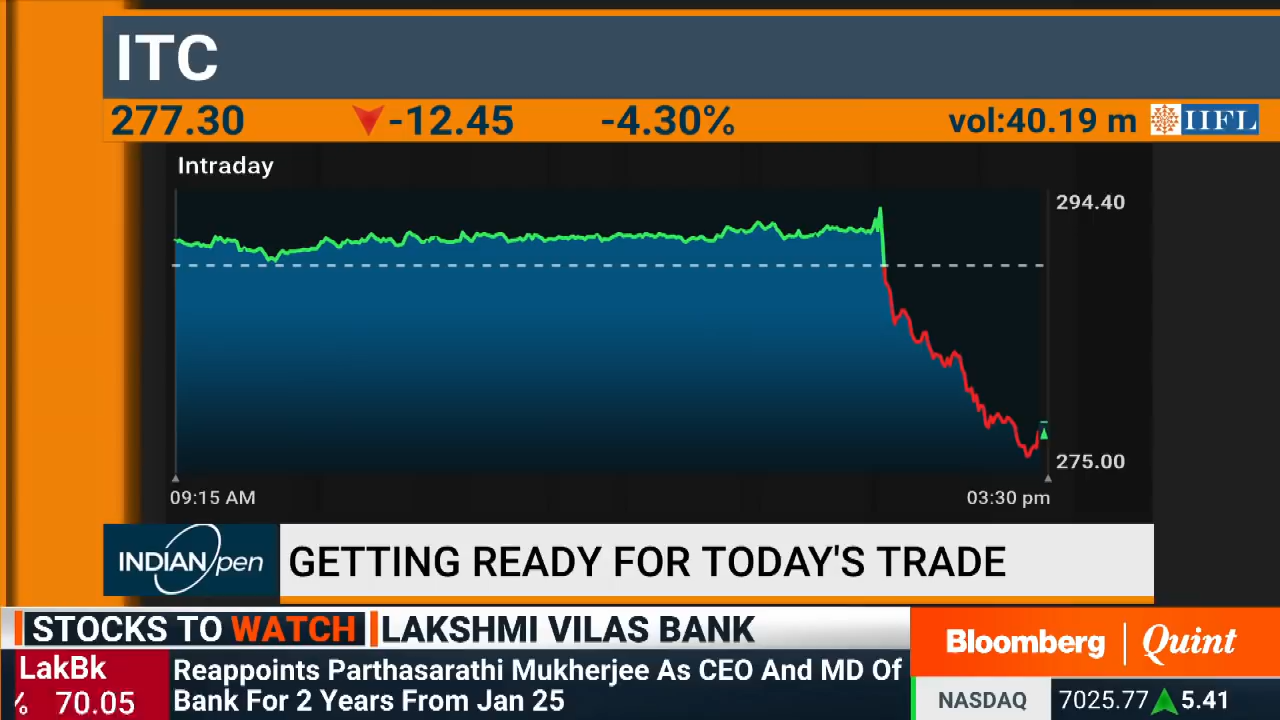 ITC
277.30 -12.45 -4.30% vol:40.19 m IIFL
Intraday
294.40
275.00
09:15 AM 03:30 pm
INDIAN pen GETTING READY FOR TODAY'S TRADE
STOCKS TO WATCH LAKSHMI VILAS BANK
LakBk
% 70.05
Reappoints Parthasarathi Mukherjee As CEO And MD Of
Bank For 2 Years From Jan 25
Bloomberg | Quint
NASDAQ 7025.77 5.41